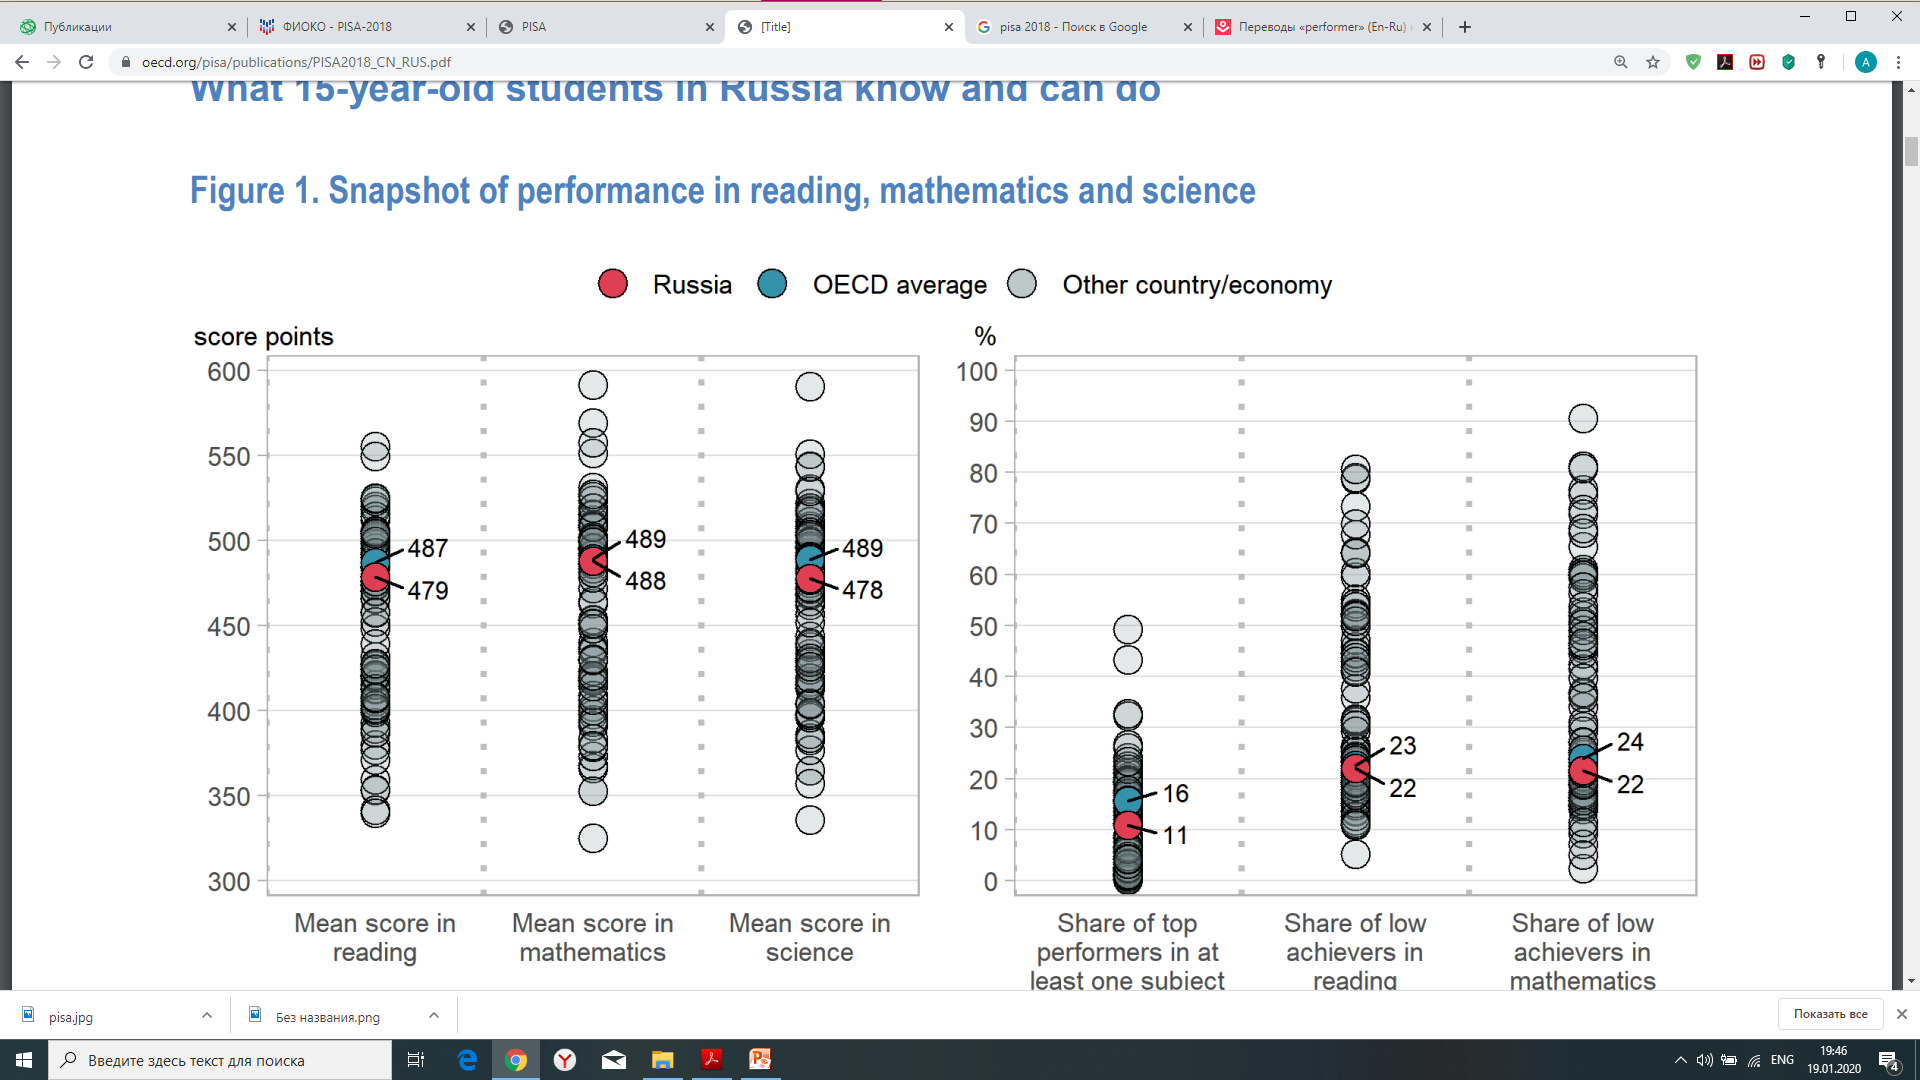 Публикации
ФИОКО - PISA-2018
PISA
[Title]
pisa 2018 - Поиск в Google
Переводы «performer» (En-Ru)
oecd.org/pisa/publications/PISA2018_CN_RUS.pdf
A
What 15-year-old students in Russia know and can do
Figure 1. Snapshot of performance in reading, mathematics and science
Russia
OECD average
Other country/economy
score points
600
550
500
450
400
350
300
487
479
489
488
489
478
Mean score in
reading
Mean score in
mathematics
Mean score in
science
%
100
90
80
70
60
50
40
30
20
10
0
16
11
23
22
24
22
Share of top
performers in at
least one subject
Share of low
achievers in
reading
Share of low
achievers in
mathematics
pisa.jpg
Без названия.png
Показать все
Введите здесь текст для поиска
ENG
19:46
19.01.2020
4